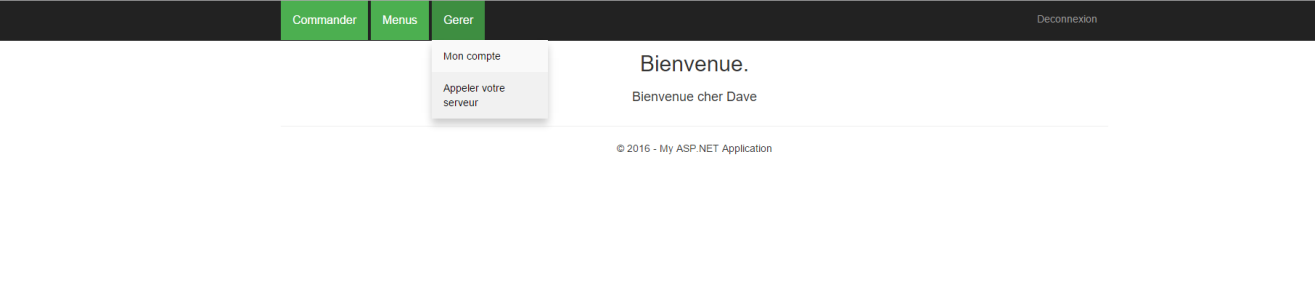 Commander Menus Gerer Deconnexion
Mon compte
Appeler votre
serveur
Bienvenue.
Bienvenue cher Dave
© 2016 - My ASP.NET Application